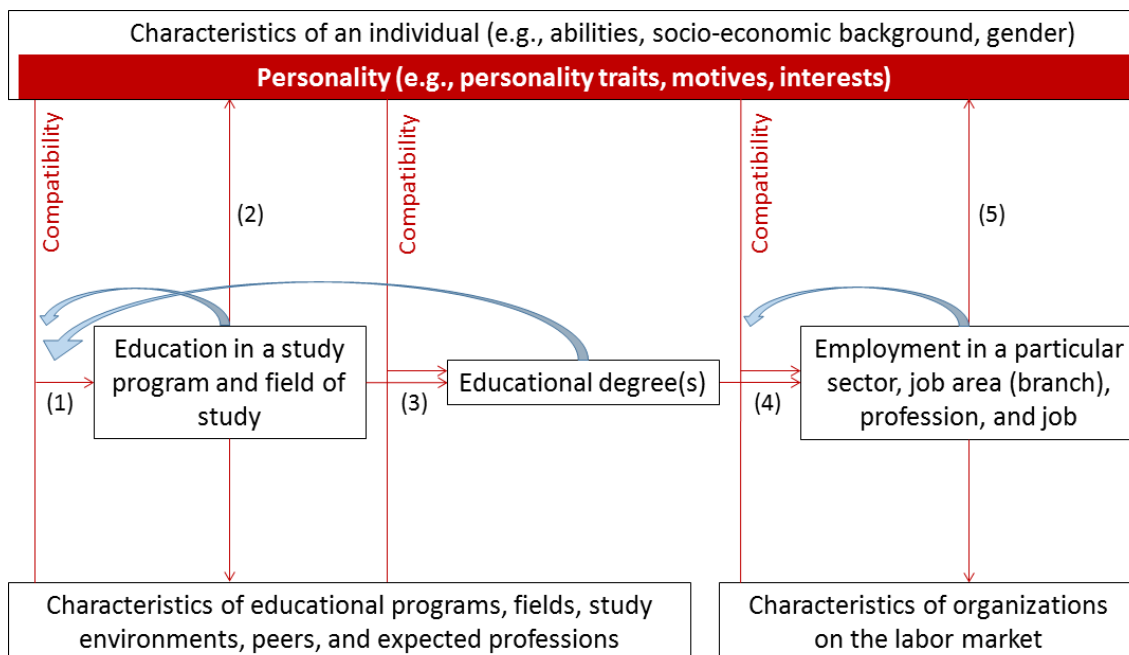 Characteristics of an individual (e.g., abilities, socio-economic background, gender)
Personality (e.g., personality traits, motives, interests)
Compatibility
(2)
Compatibility
Compatibility
(5)
(1)
Education in a study
program and field of
study
(3)
Educational degree(s)
(4)
Employment in a particular
sector, job area (branch),
profession, and job
Characteristics of educational programs, fields, study
environments, peers, and expected professions
Characteristics of organizations
on the labor market